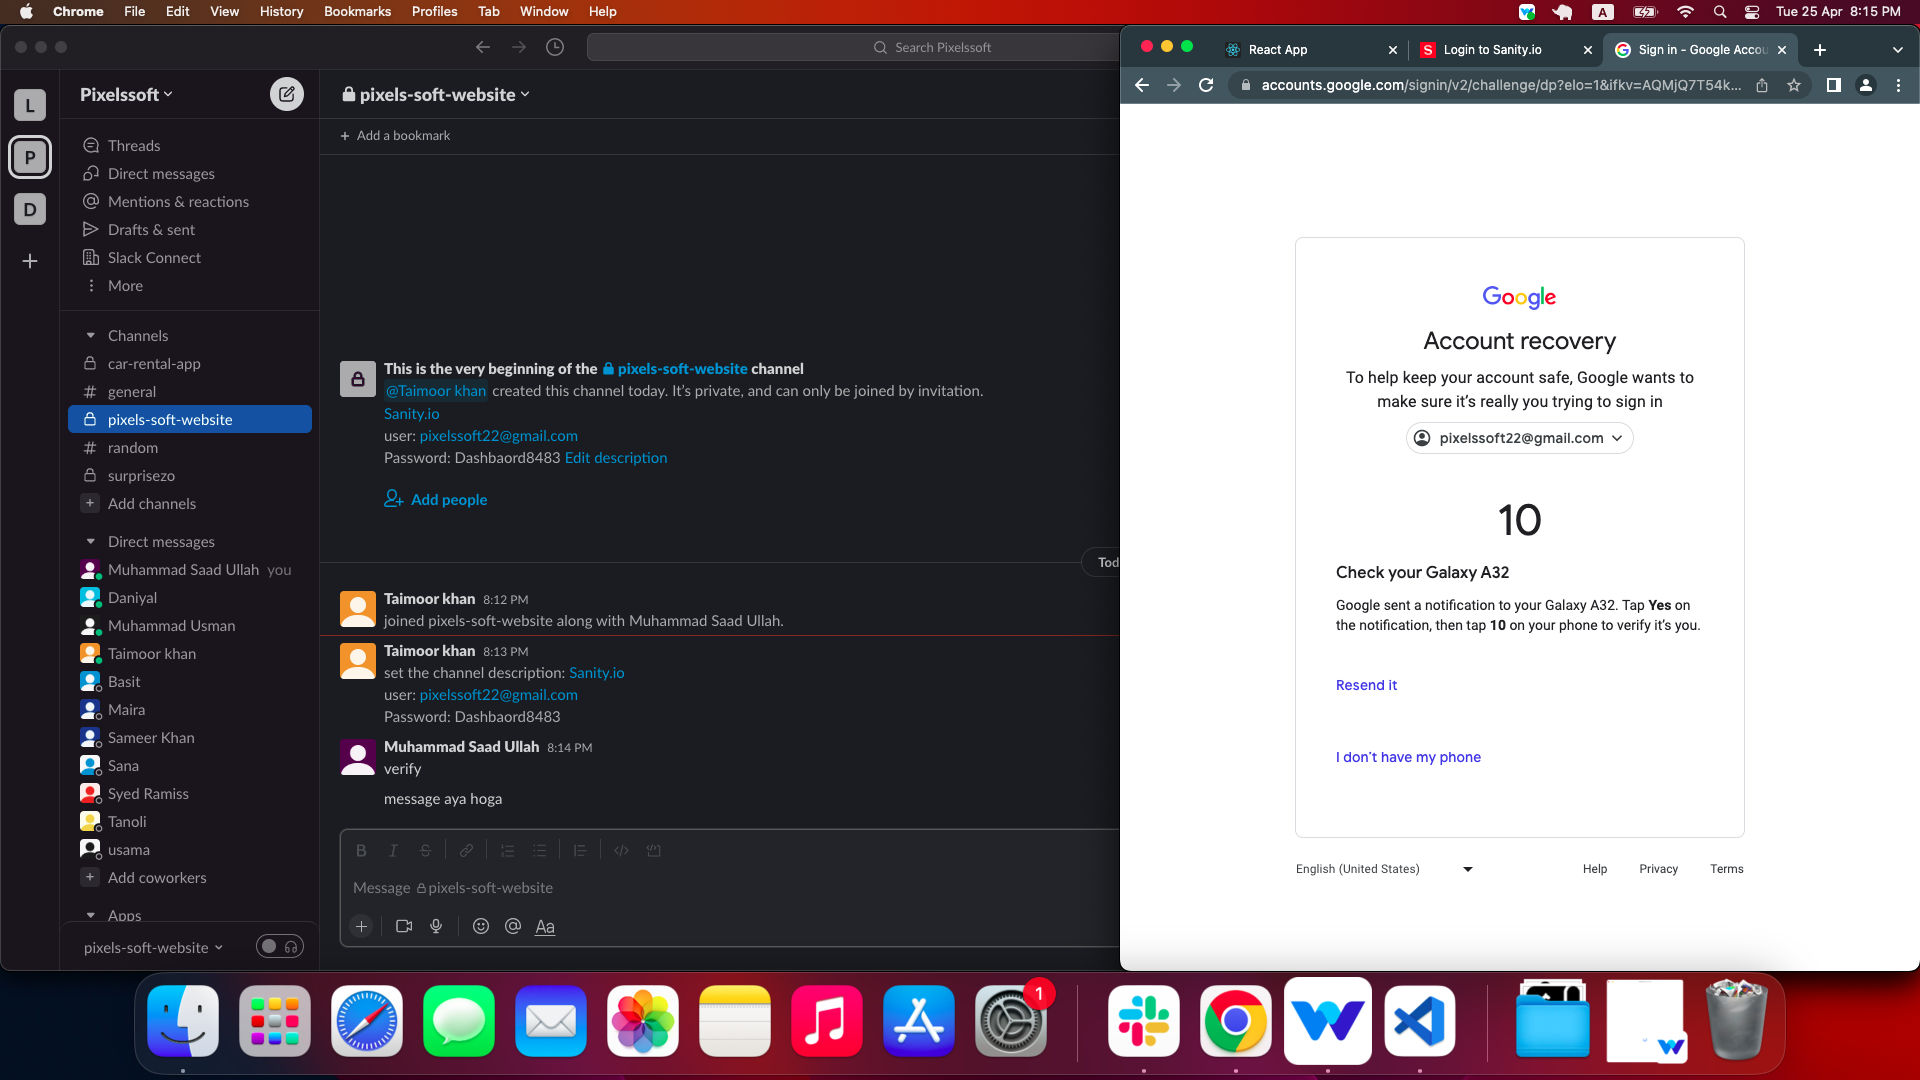 Chrome File Edit View History Bookmarks Profiles Tab Window Help
A
Tue 25 Apr 8:15 PM
Search Pixelssoft
L
P
D
Pixelssoft
Threads
Direct messages
Mentions & reactions
Drafts & sent
Slack Connect
More
Channels
car-rental-app
# general
pixels-soft-website
# random
surprisezo
+ Add channels
Direct messages
Muhammad Saad Ullah you
Daniyal
Muhammad Usman
Taimoor khan
Basit
Maira
Sameer Khan
Sana
Syed Ramiss
Tanoli
usama
+ Add coworkers
Apps
pixels-soft-website
pixels-soft-website
+ Add a bookmark
This is the very beginning of the pixels-soft-website channel
@Taimoor khan created this channel today. It's private, and can only be joined by invitation.
Sanity.io
user: pixelssoft22@gmail.com
Password: Dashbaord8483 Edit description
Add people
Tod
Taimoor khan 8:12 PM
joined pixels-soft-website along with Muhammad Saad Ullah.
Taimoor khan 8:13 PM
set the channel description: Sanity.io
user: pixelssoft22@gmail.com
Password: Dashbaord8483
Muhammad Saad Ullah 8:14 PM
verify
message aya hoga
B I S
Message pixels-soft-website
Aa
React App
S Login to Sanity.io
Sign in - Google Accou
accounts.google.com/signin/v2/challenge/dp?elo=1&ifkv=AQMjQ7T54k...
Google
Account recovery
To help keep your account safe, Google wants to
make sure it's really you trying to sign in
pixelssoft22@gmail.com
10
Check your Galaxy A32
Google sent a notification to your Galaxy A32. Tap Yes on
the notification, then tap 10 on your phone to verify it's you.
Resend it
I don't have my phone
English (United States)
Help Privacy Terms
1